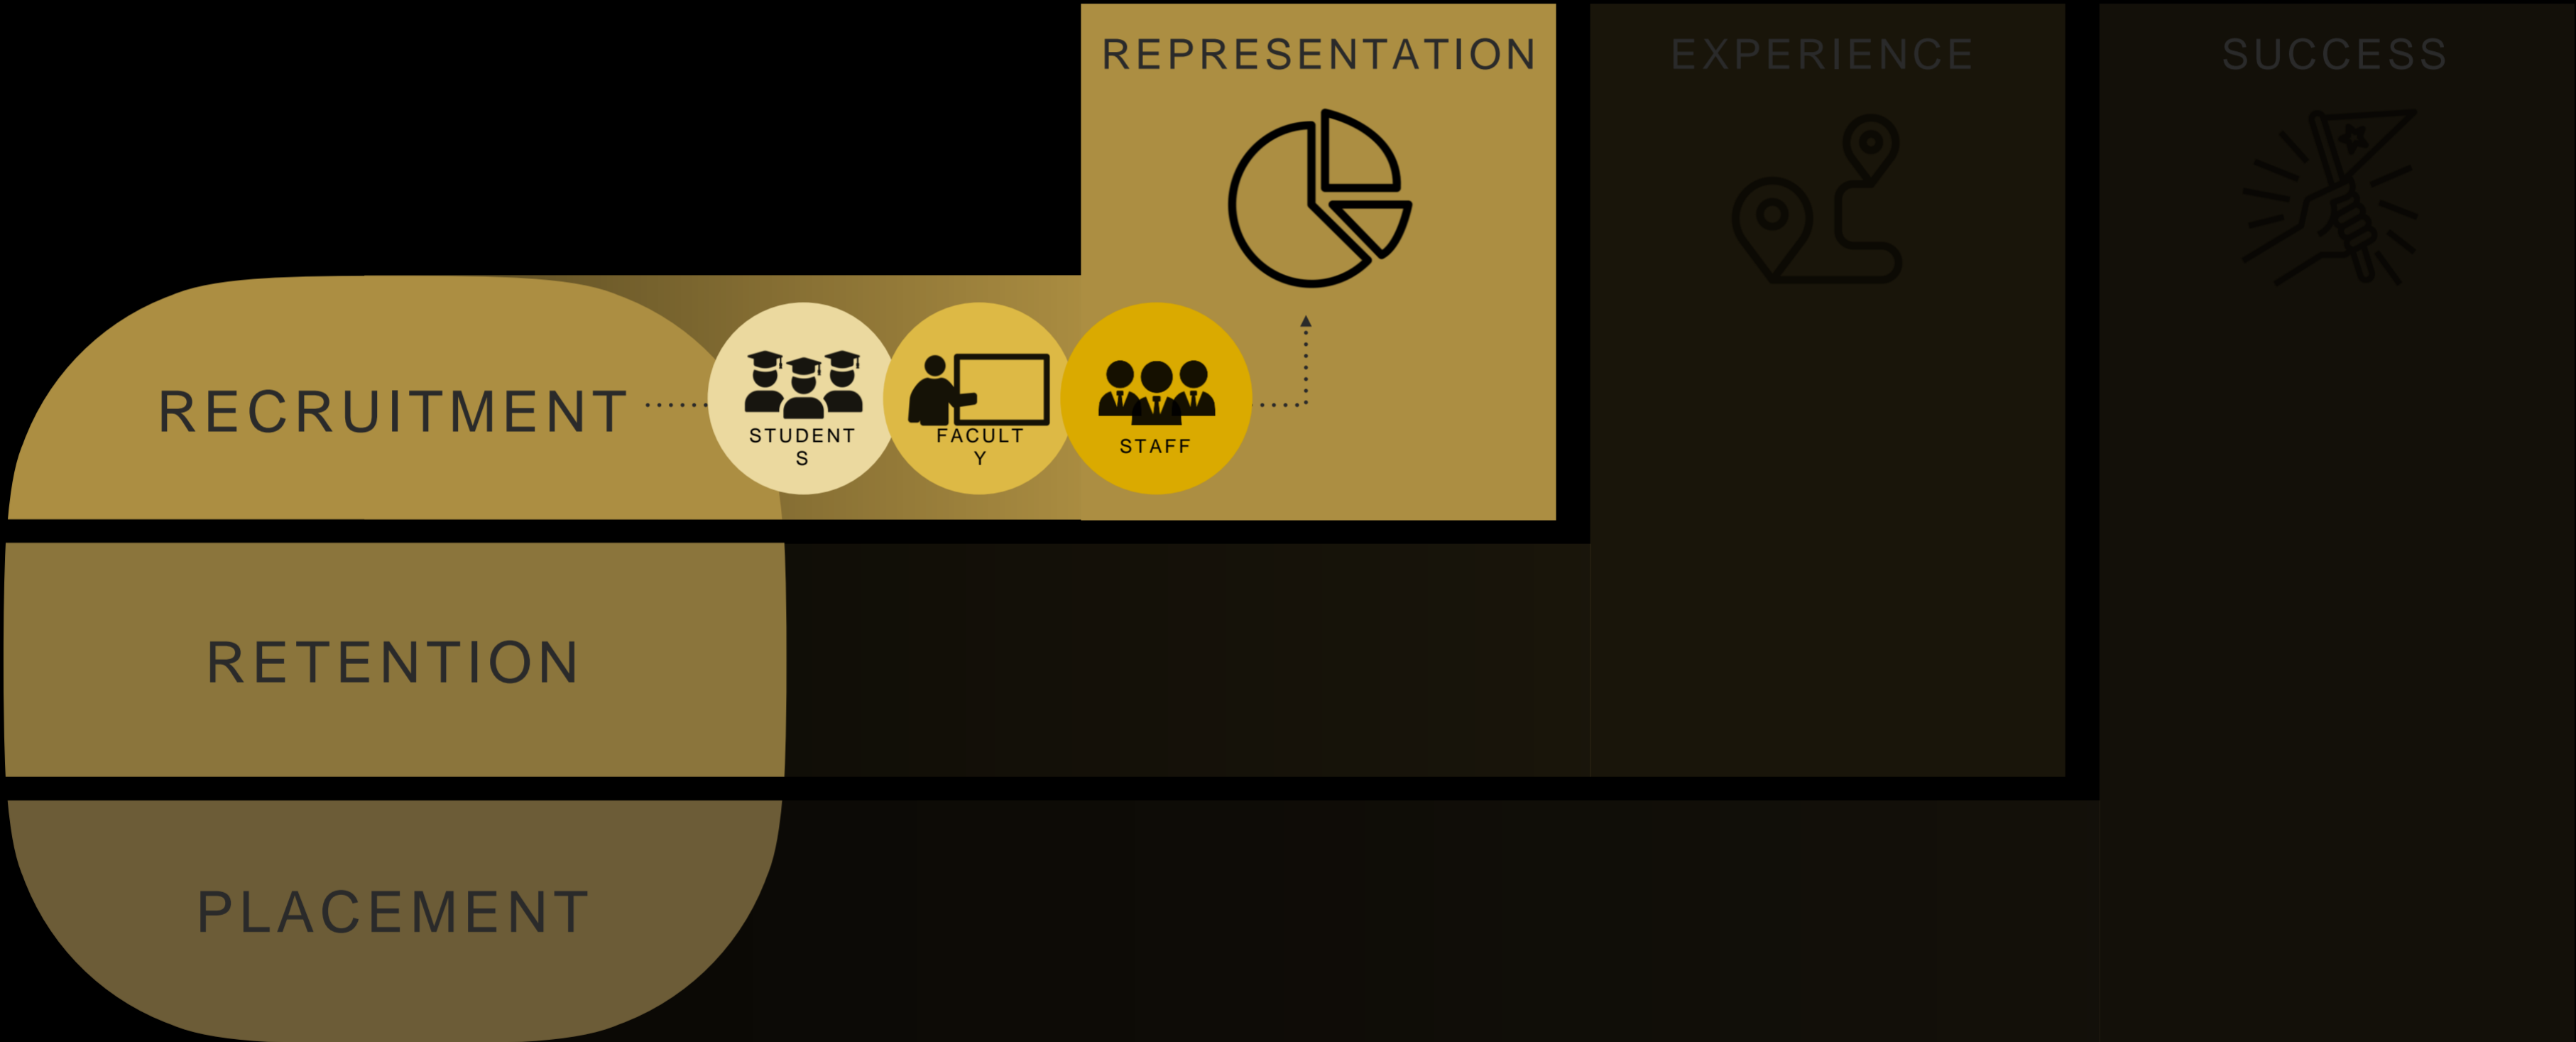 REPRESENTATION
EXPERIENCE
SUCCESS
RECRUITMENT
STUDENT
S
FACULT
Y
STAFF
RETENTION
PLACEMENT